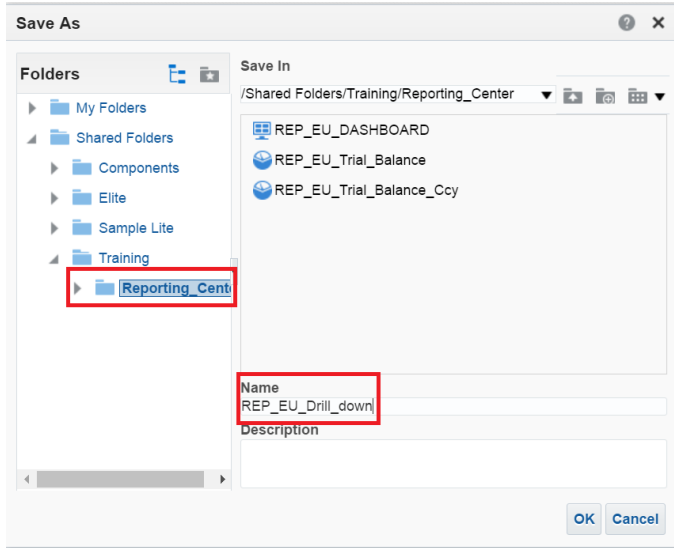 Save As
Folders
My Folders
Shared Folders
Components
Elite
Sample Lite
Training
Reporting_Cent
Save In
/Shared Folders/Training/Reporting_Center
REP_EU_DASHBOARD
REP_EU_Trial_Balance
REP_EU_Trial_Balance_Ccy
Name
REP_EU_Drill_down
Description
OK Cancel